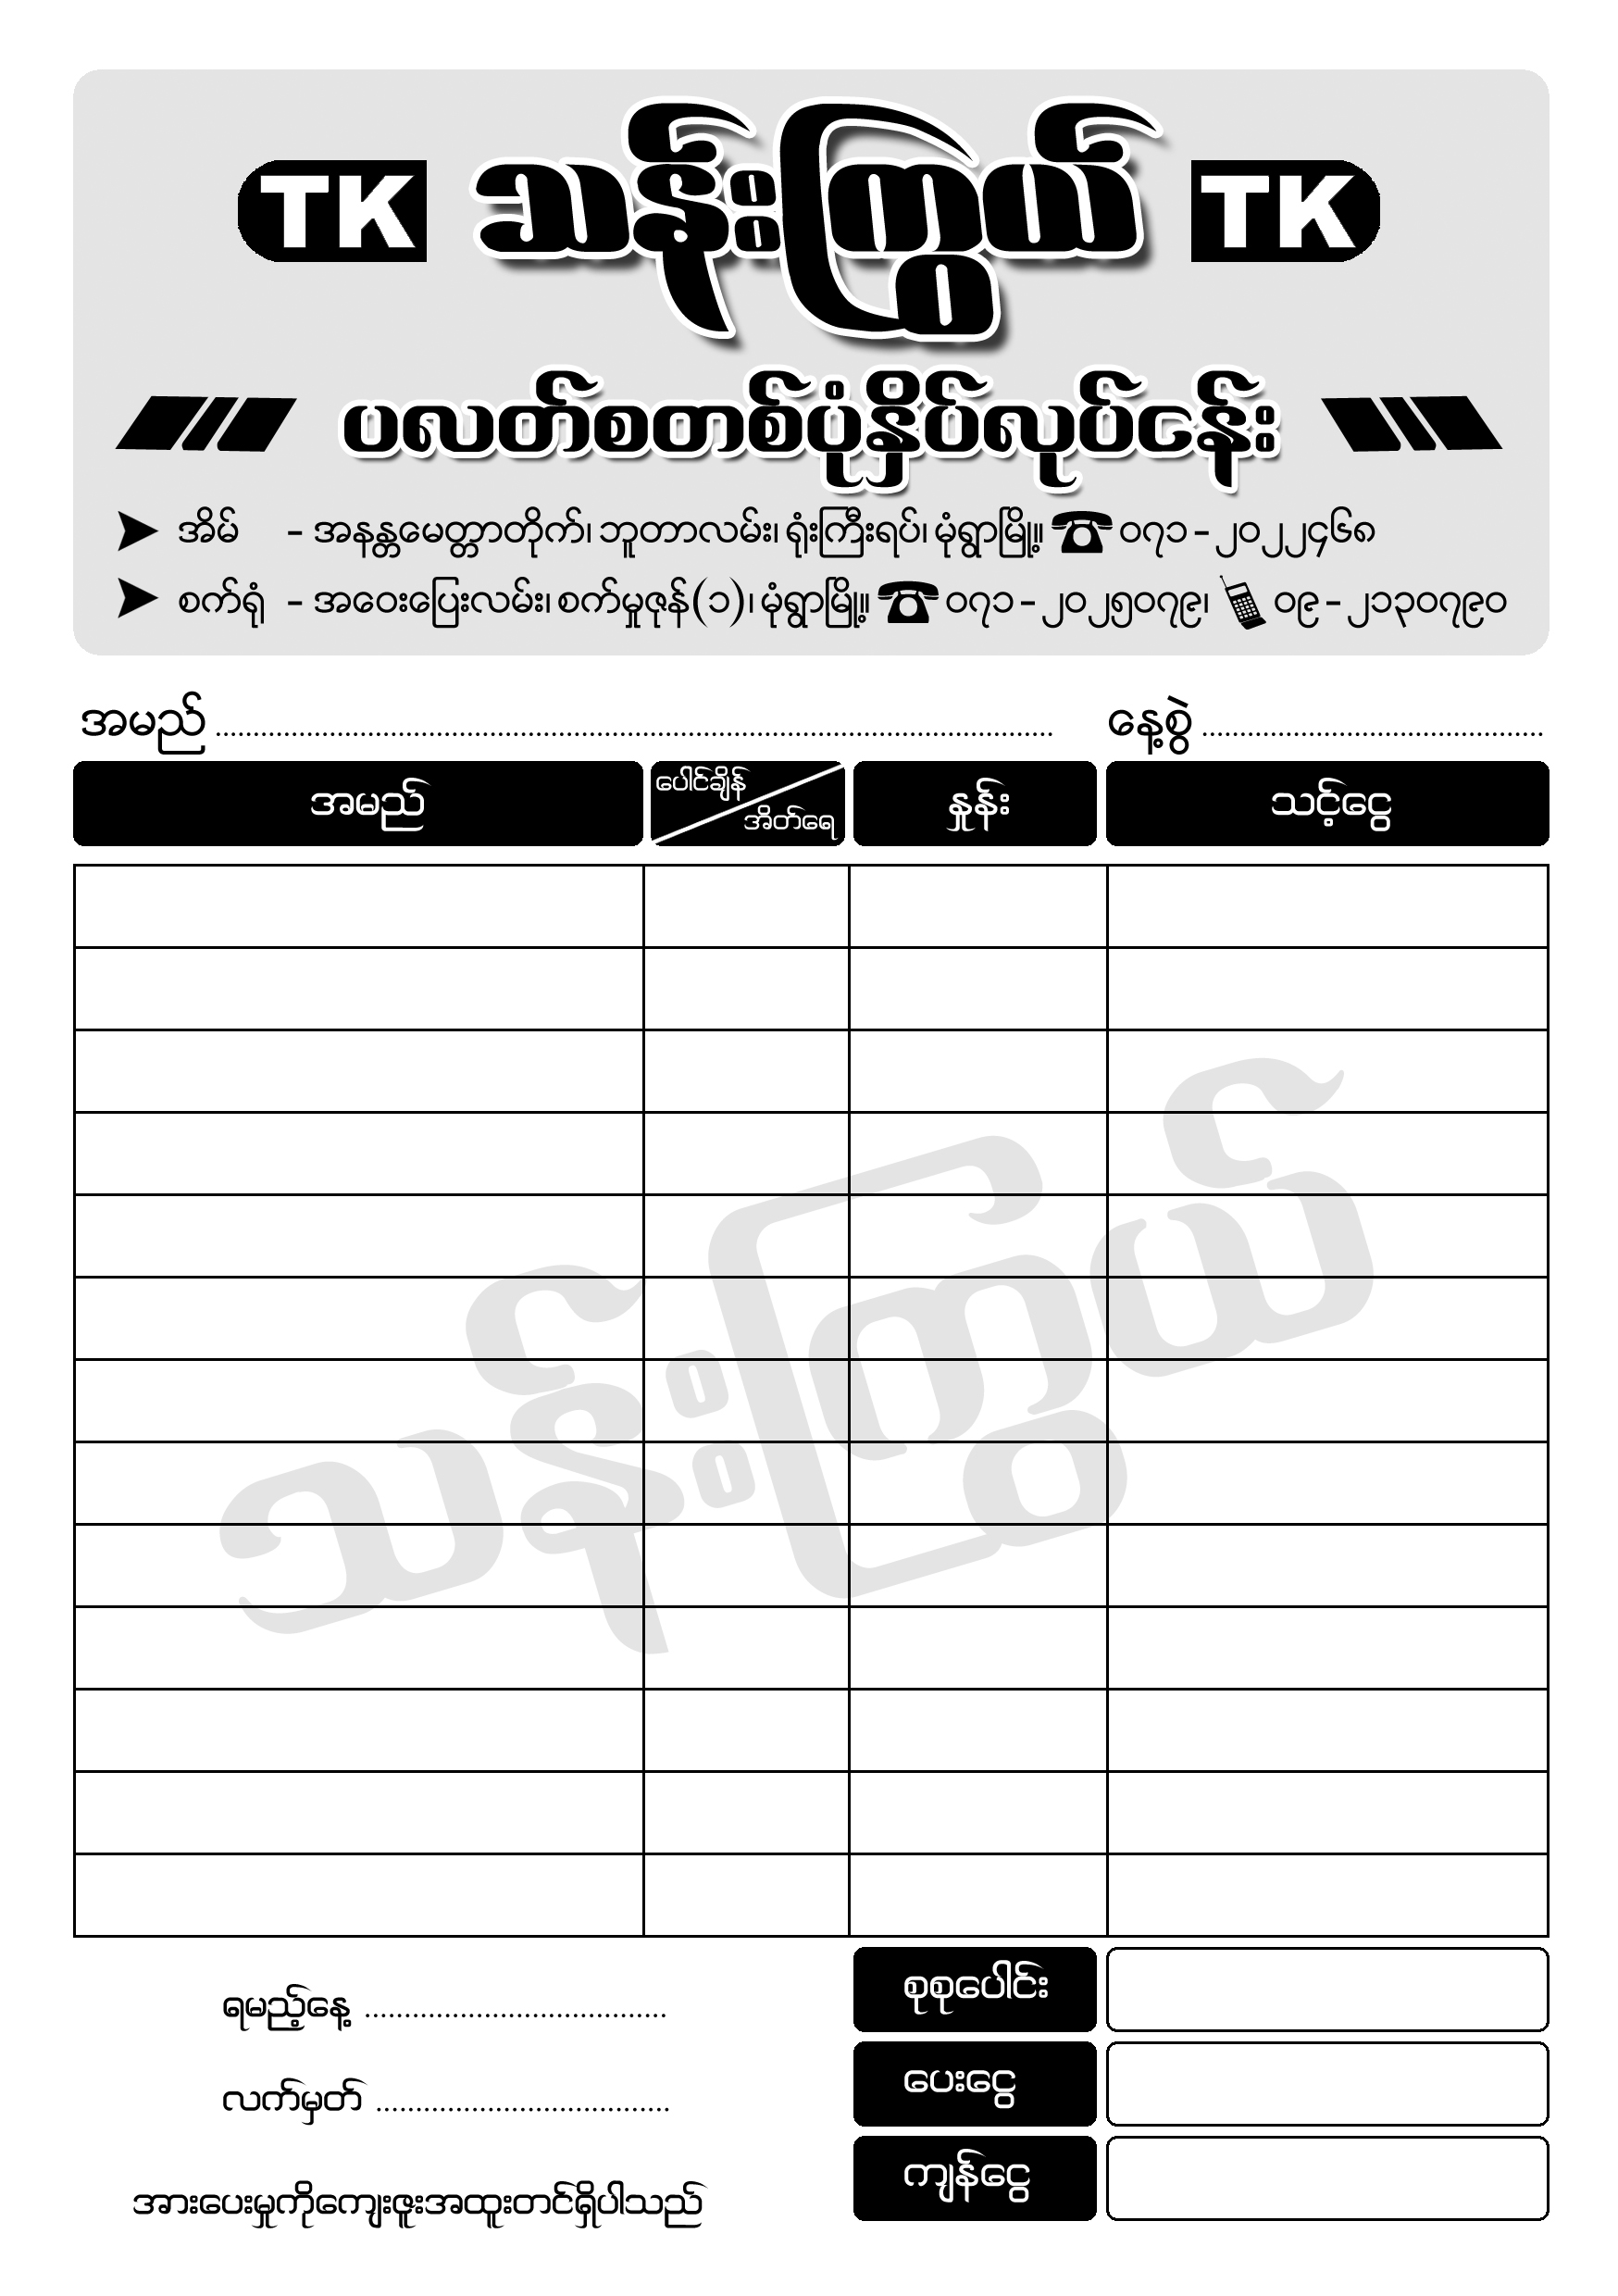 TK သန်းကြွယ် TK
ပလတ်စတစ်ပုံနှိပ်လုပ်ငန်း
အိမ် - အနန္တမေတ္တာတိုက်၊ ဘူတာလမ်း၊ ရုံးကြီးရပ်၊ မုံရွာမြို့။ ၀၇၁-၂၀၂၂၄၆၈
စက်ရုံ - အဝေးပြေးလမ်း၊ စက်မှုဇုန်(၁)၊ မုံရွာမြို့။ ၀၇၁-၂၀၂၅၀၇၉၊ ၀၉-၂၁၃၀၇၉၀
အမည် ............ နေ့စွဲ ............
အမည် ပေါင်ချိန် အိတ်ရေ နှုန်း သင့်ငွေ
သန်းကြွယ်
စုစုပေါင်း
ရမည့်နေ့ ............
ပေးငွေ
လက်မှတ် ............
ကျန်ငွေ
အားပေးမှုကိုကျေးဇူးအထူးတင်ရှိပါသည်